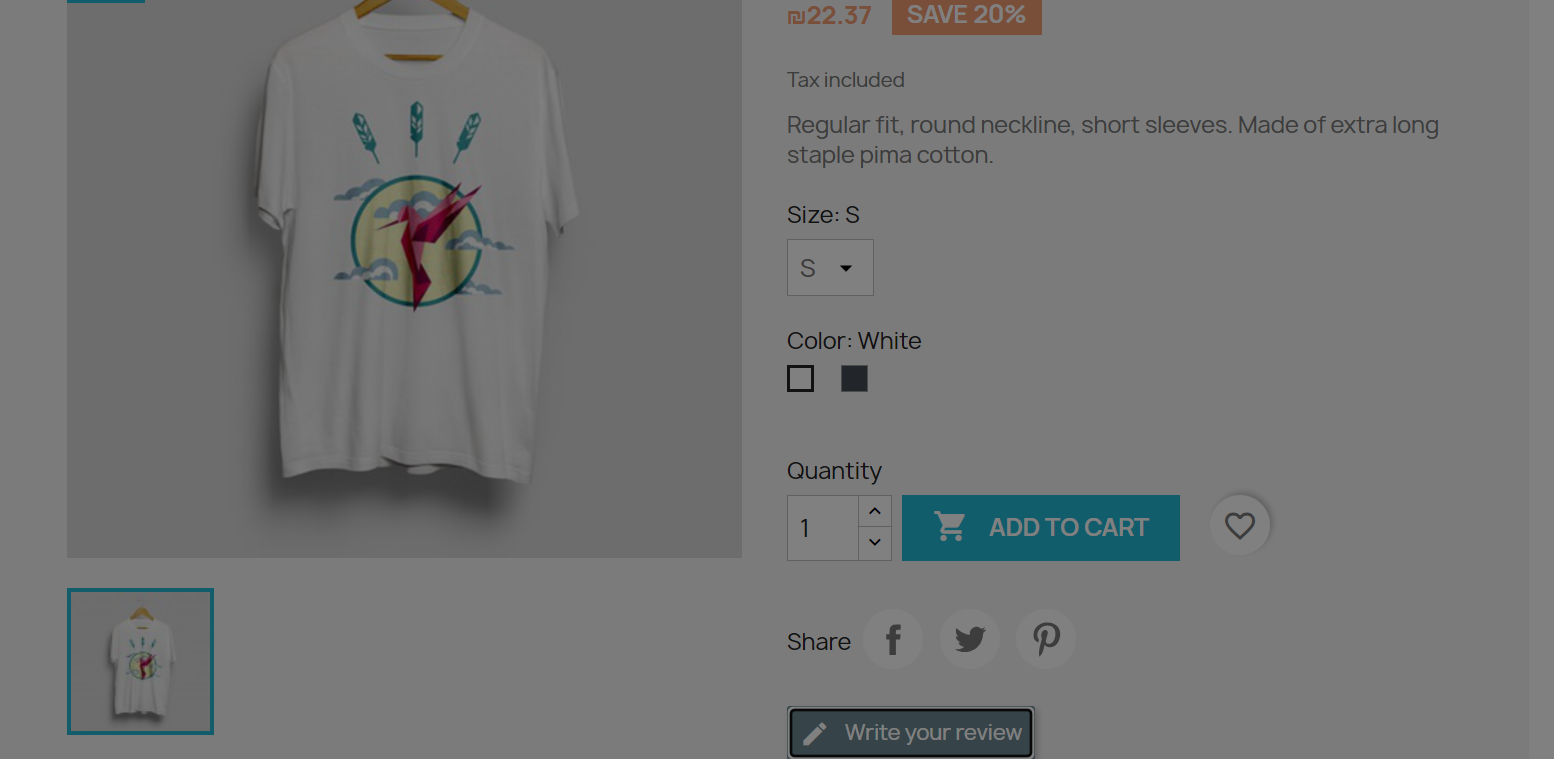 ₪22.37 SAVE 20%
Tax included
Regular fit, round neckline, short sleeves. Made of extra long
staple pima cotton.
Size: S
S
Color: White
Quantity
1 ADD TO CART
Share
Write your review